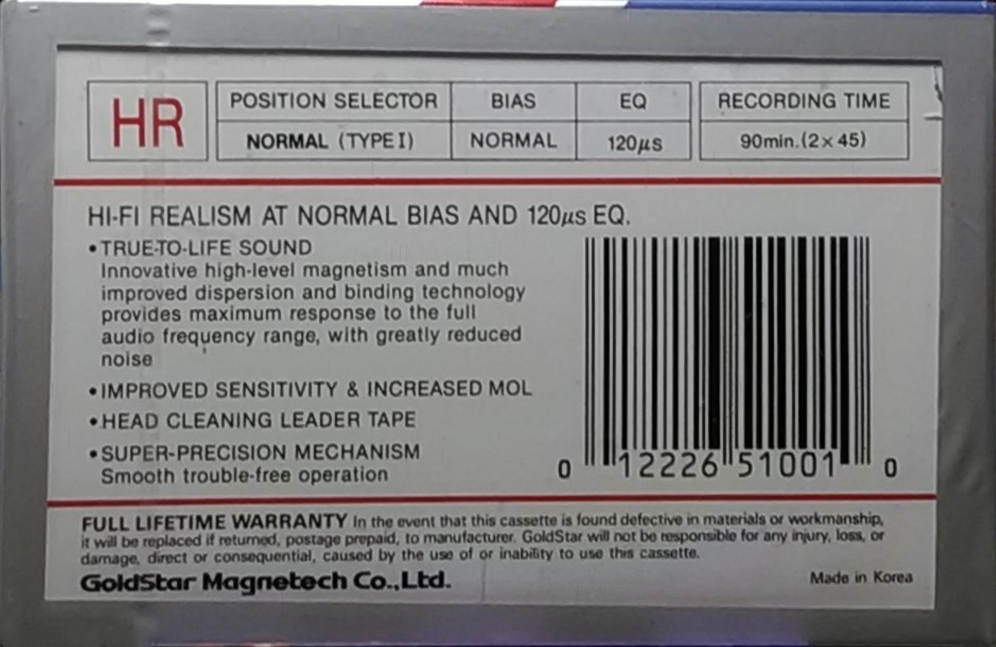 HR
POSITION SELECTOR BIAS EQ RECORDING TIME
NORMAL (TYPE I) NORMAL 120μs 90min.(2×45)
HI-FI REALISM AT NORMAL BIAS AND 120μs EQ.
•TRUE-TO-LIFE SOUND
Innovative high-level magnetism and much
improved dispersion and binding technology
provides maximum response to the full
audio frequency range, with greatly reduced
noise
•IMPROVED SENSITIVITY & INCREASED MOL
•HEAD CLEANING LEADER TAPE
•SUPER-PRECISION MECHANISM
Smooth trouble-free operation
0 12226 51001 0
FULL LIFETIME WARRANTY In the event that this cassette is found defective in materials or workmanship,
it will be replaced if returned, postage prepaid, to manufacturer. GoldStar will not be responsible for any injury, loss, or
damage, direct or consequential, caused by the use of or inability to use this cassette.
GoldStar Magnetech Co.,Ltd.
Made in Korea